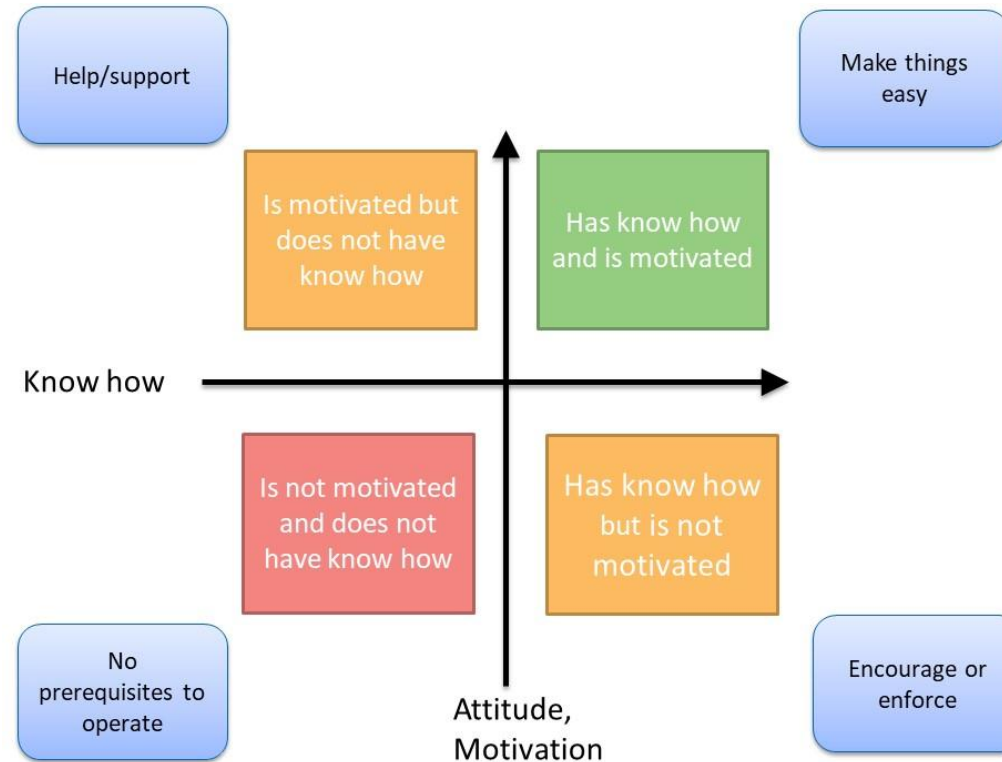 Help/support
Make things
easy
Is motivated but
does not have
know how
Has know how
and is motivated
Know how
Is not motivated
and does not
have know how
Has know how
but is not
motivated
No
prerequisites to
operate
Attitude,
Motivation
Encourage or
enforce